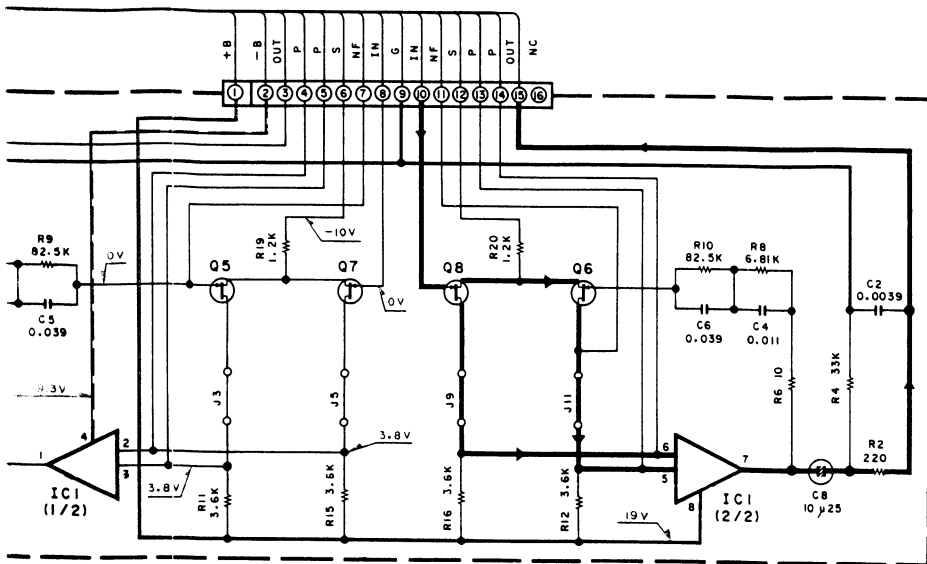 +B −B OUT P P S NF IN G IN NF S P P OUT NC
1 2 3 4 5 6 7 8 9 10 11 12 13 14 15 16
R9
82.5K
0V
R19
1.2K
−10V
R20
1.2K
R10
82.5K
R8
6.81K
C2
0.0039
Q5
Q7
Q8
Q6
0V
C5
0.039
C6
0.039
C4
0.011
R6 10
R4 33K
J3
J5
J9
J11
9.3V
4
1
2
3
3.8V
3.8V
IC1
(1/2)
R11
3.6K
R15
3.6K
R16
3.6K
R12
3.6K
6
5
7
8
IC1
(2/2)
R2
220
C8
10 µ25
19V